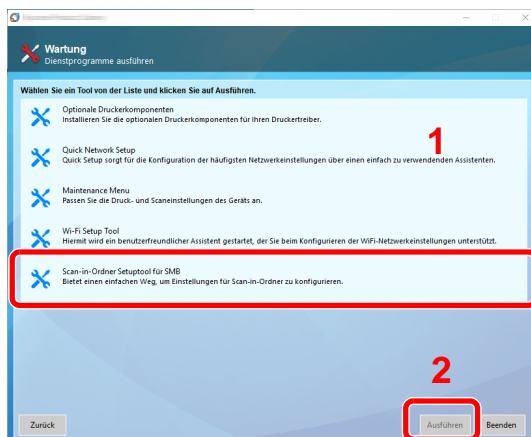 Wartung
Dienstprogramme ausführen
Wählen Sie ein Tool von der Liste und klicken Sie auf Ausführen.
Optionale Druckerkomponenten
Installieren Sie die optionalen Druckerkomponenten für Ihren Druckertreiber.
1
Quick Network Setup
Quick Setup sorgt für die Konfiguration der häufigsten Netzwerkeinstellungen über einen einfach zu verwendenden Assistenten.
Maintenance Menu
Passen Sie die Druck- und Scaneinstellungen des Geräts an.
Wi-Fi Setup Tool
Hiermit wird ein benutzerfreundlicher Assistent gestartet, der Sie beim Konfigurieren der WiFi-Netzwerkeinstellungen unterstützt.
Scan-in-Ordner Setuptool für SMB
Bietet einen einfachen Weg, um Einstellungen für Scan-in-Ordner zu konfigurieren.
2
Zurück Ausführen Beenden